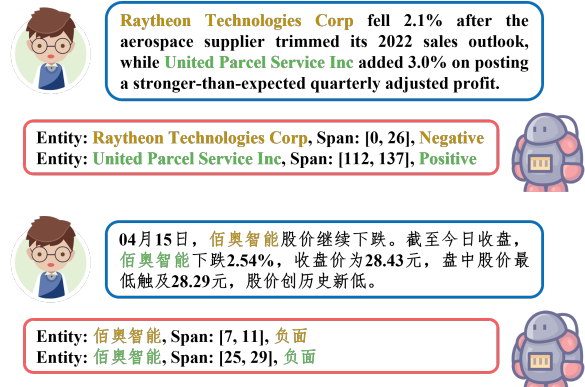 Raytheon Technologies Corp fell 2.1% after the
aerospace supplier trimmed its 2022 sales outlook,
while United Parcel Service Inc added 3.0% on posting
a stronger-than-expected quarterly adjusted profit.
Entity: Raytheon Technologies Corp, Span: [0, 26], Negative
Entity: United Parcel Service Inc, Span: [112, 137], Positive
04月15日，佰奥智能股价继续下跌。截至今日收盘，
佰奥智能下跌2.54%，收盘价为28.43元，盘中股价最
低触及28.29元，股价创历史新低。
Entity: 佰奥智能, Span: [7, 11], 负面
Entity: 佰奥智能, Span: [25, 29], 负面